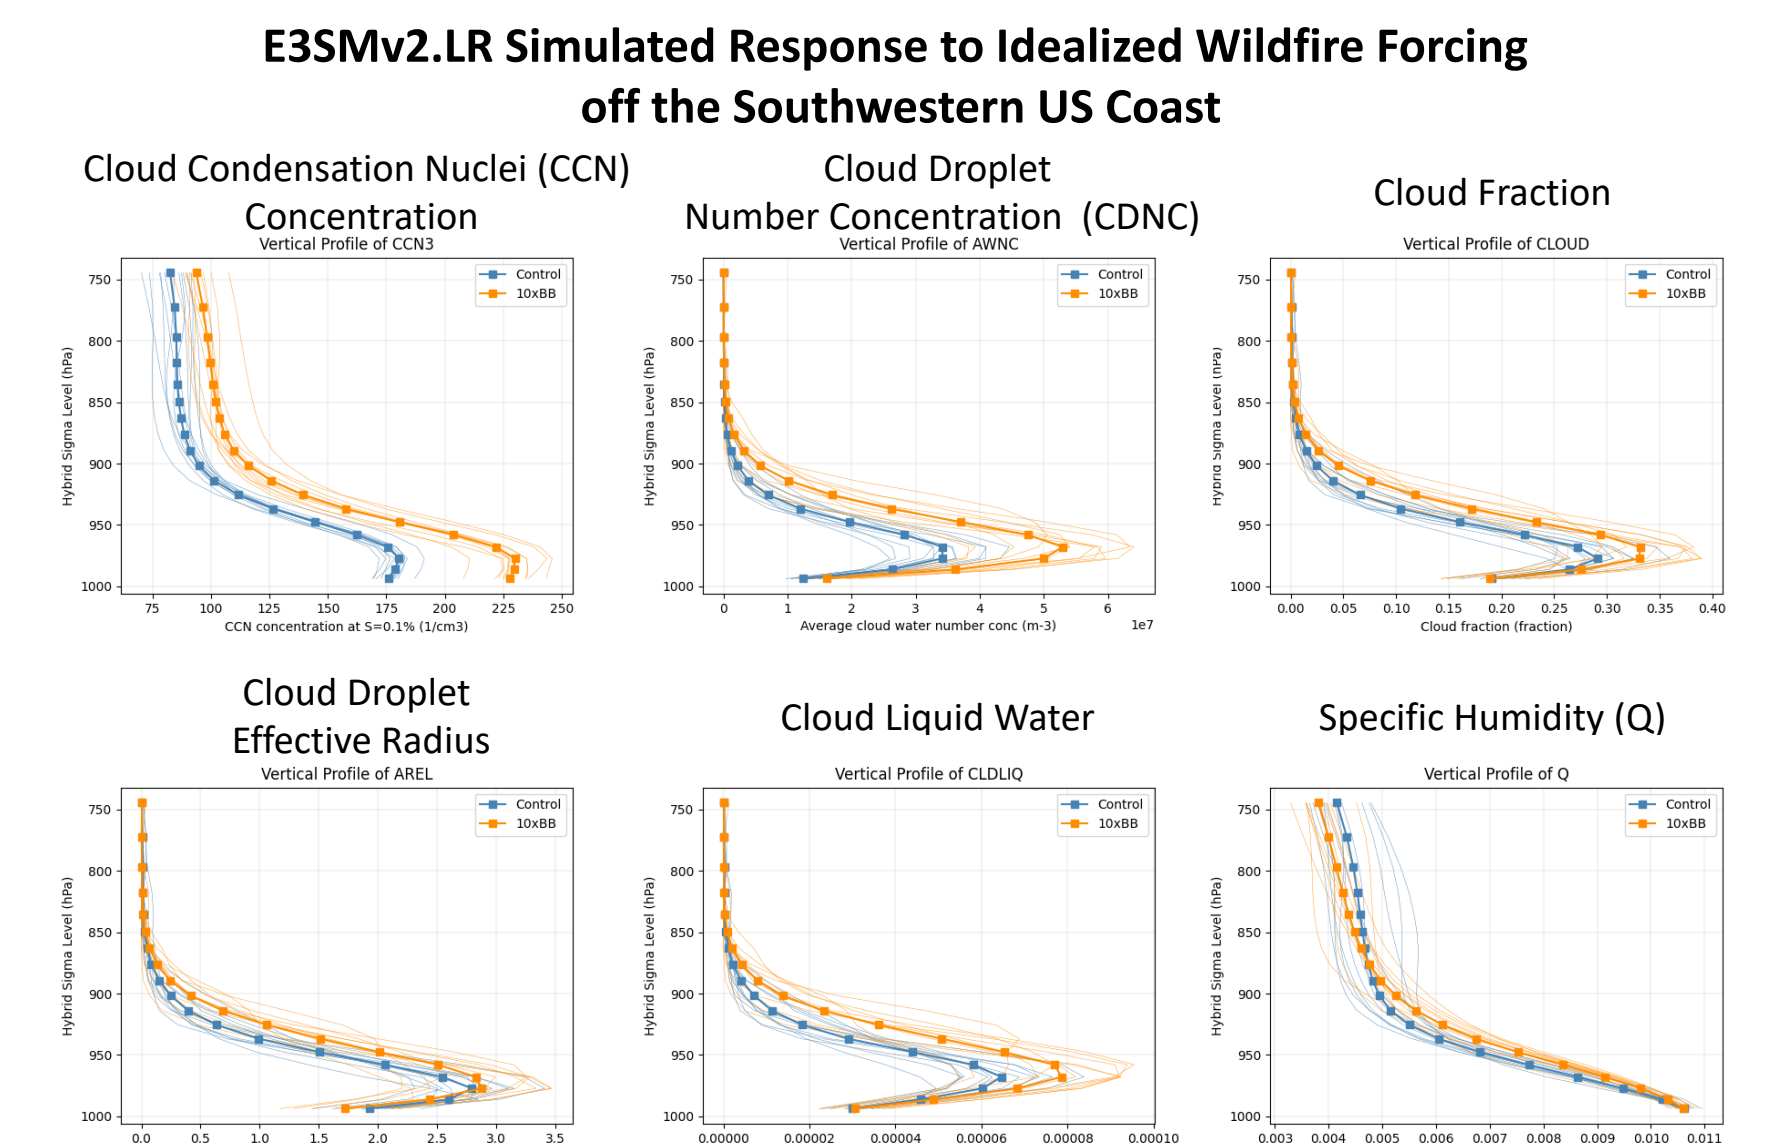 E3SMv2.LR Simulated Response to Idealized Wildfire Forcing
off the Southwestern US Coast
Cloud Condensation Nuclei (CCN)
Concentration
Vertical Profile of CCN3
Control
10xBB
Hybrid Sigma Level (hPa)
750
800
850
900
950
1000
75 100 125 150 175 200 225 250
CCN concentration at S=0.1% (1/cm3)
Cloud Droplet
Number Concentration (CDNC)
Vertical Profile of AWNC
Control
10xBB
Hybrid Sigma Level (hPa)
750
800
850
900
950
1000
0 1 2 3 4 5 6
Average cloud water number conc (m-3)
1e7
Cloud Fraction
Vertical Profile of CLOUD
Control
10xBB
Hybrid Sigma Level (hPa)
750
800
850
900
950
1000
0.00 0.05 0.10 0.15 0.20 0.25 0.30 0.35 0.40
Cloud fraction (fraction)
Cloud Droplet
Effective Radius
Vertical Profile of AREL
Control
10xBB
Hybrid Sigma Level (hPa)
750
800
850
900
950
1000
0.0 0.5 1.0 1.5 2.0 2.5 3.0 3.5
Cloud Liquid Water
Vertical Profile of CLDLIQ
Control
10xBB
Hybrid Sigma Level (hPa)
750
800
850
900
950
1000
0.00000 0.00002 0.00004 0.00006 0.00008 0.00010
Specific Humidity (Q)
Vertical Profile of Q
Control
10xBB
Hybrid Sigma Level (hPa)
750
800
850
900
950
1000
0.003 0.004 0.005 0.006 0.007 0.008 0.009 0.010 0.011